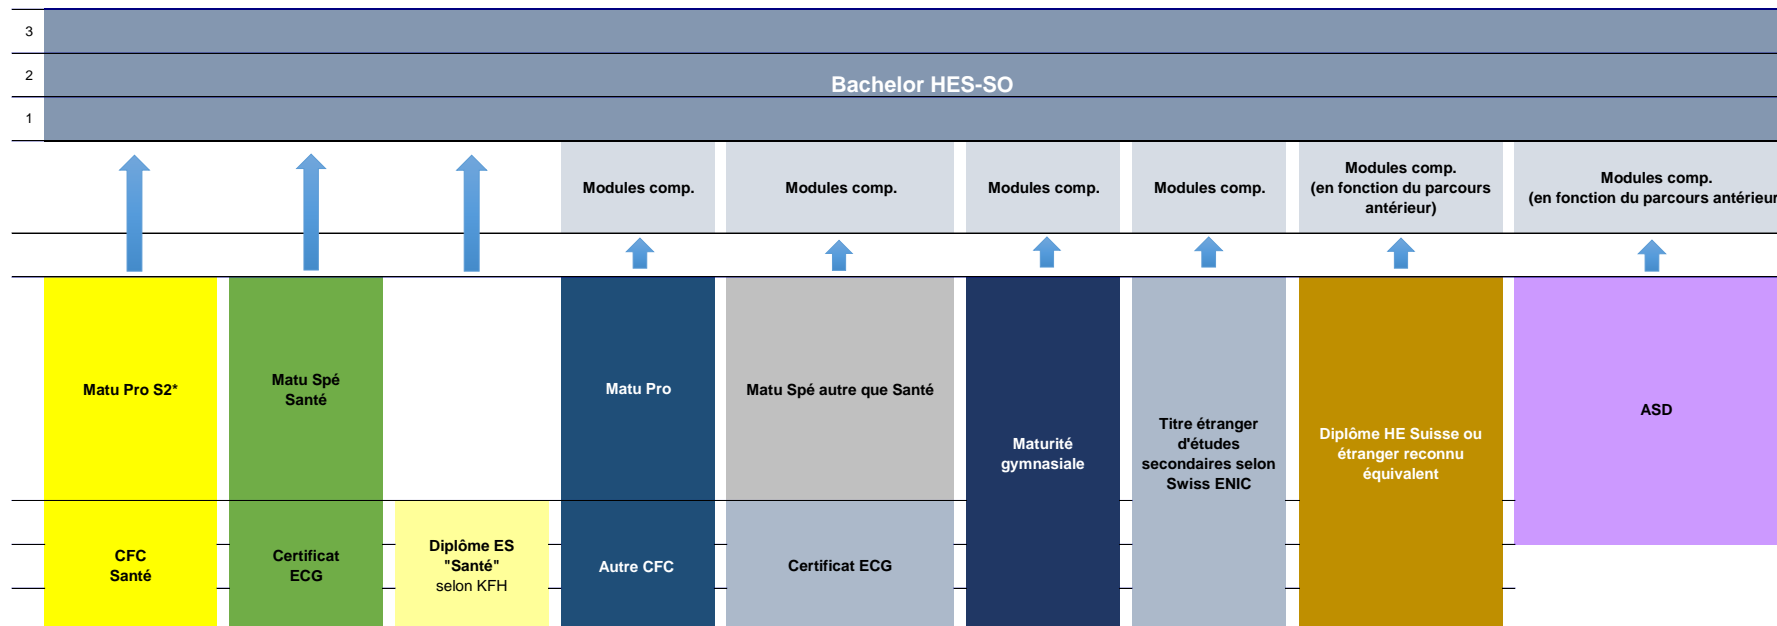 3
2
Bachelor HES-SO
1
Modules comp.
Modules comp.
Modules comp.
Modules comp.
Modules comp.
(en fonction du parcours
antérieur)
Modules comp.
(en fonction du parcours antérieur
Matu Pro S2*
Matu Spé
Santé
Matu Pro
Matu Spé autre que Santé
Maturité
gymnasiale
Titre étranger
d'études
secondaires selon
Swiss ENIC
Diplôme HE Suisse ou
étranger reconnu
équivalent
ASD
CFC
Santé
Certificat
ECG
Diplôme ES
"Santé"
selon KFH
Autre CFC
Certificat ECG